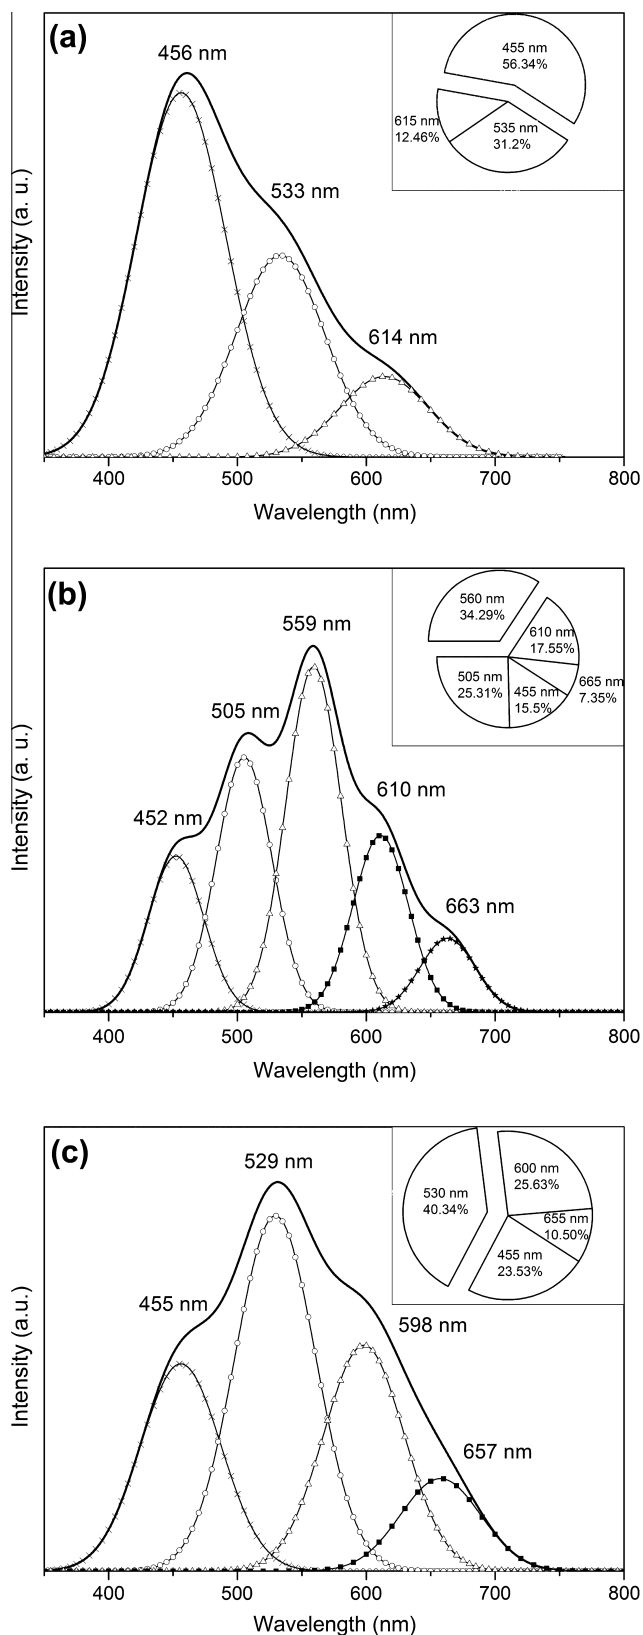 (a)
456 nm
533 nm
614 nm
455 nm
56.34%
615 nm
12.46%
535 nm
31.2%
Intensity (a. u.)
400 500 600 700 800
Wavelength (nm)
(b)
452 nm
505 nm
559 nm
610 nm
663 nm
560 nm
34.29%
610 nm
17.55%
665 nm
7.35%
505 nm
25.31%
455 nm
15.5%
Intensity (a. u.)
400 500 600 700 800
Wavelength (nm)
(c)
455 nm
529 nm
598 nm
657 nm
530 nm
40.34%
600 nm
25.63%
655 nm
10.50%
455 nm
23.53%
Intensity (a.u.)
400 500 600 700 800
Wavelength (nm)